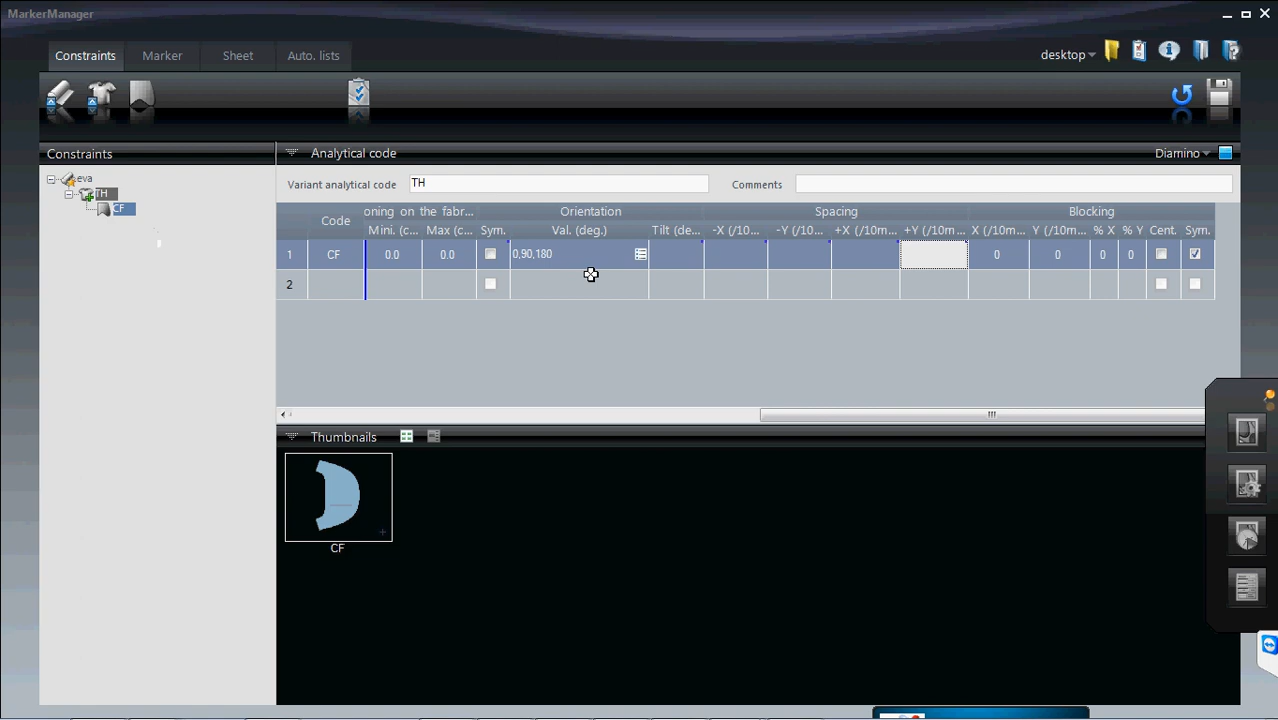 MarkerManager
Constraints Marker Sheet Auto. lists desktop
Constraints
Analytical code Diamino
eva
TH
CF
Variant analytical code TH Comments
Code oning on the fabr... Orientation Spacing Blocking
Mini. (c... Max (c... Sym. Val. (deg.) Tilt (de... -X (/10... -Y (/10... +X (/10m... +Y (/10m... X (/10m... Y (/10m... % X % Y Cent. Sym.
1 CF 0.0 0.0 0,90,180 0 0 0 0
2
Thumbnails
CF